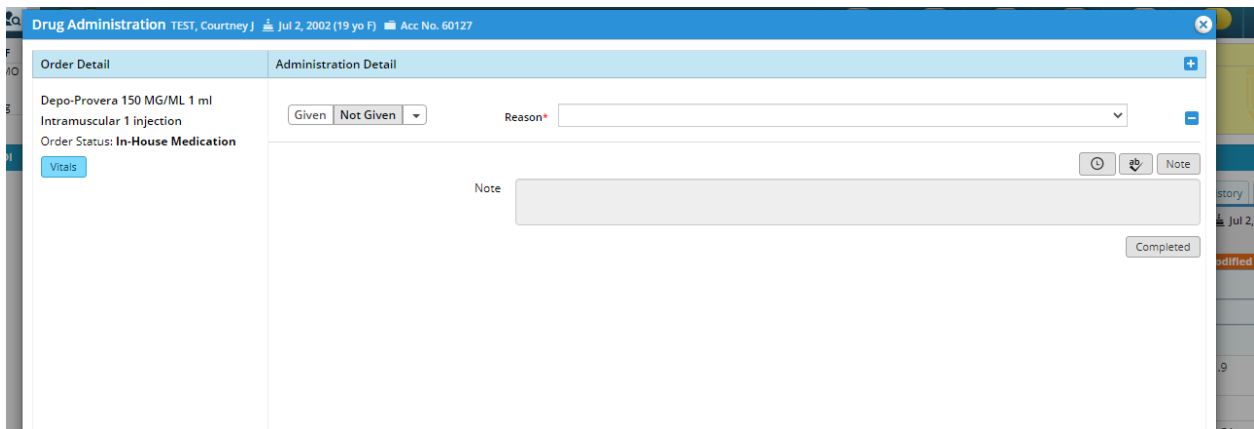 Drug Administration TEST, Courtney J Jul 2, 2002 (19 yo F) Acc No. 60127
Order Detail
Administration Detail
Depo-Provera 150 MG/ML 1 ml
Intramuscular 1 injection
Order Status: In-House Medication
Vitals
Given Not Given
Reason*
Note
Note
Completed
F
MO
g
story
Jul 2,
odified
.9